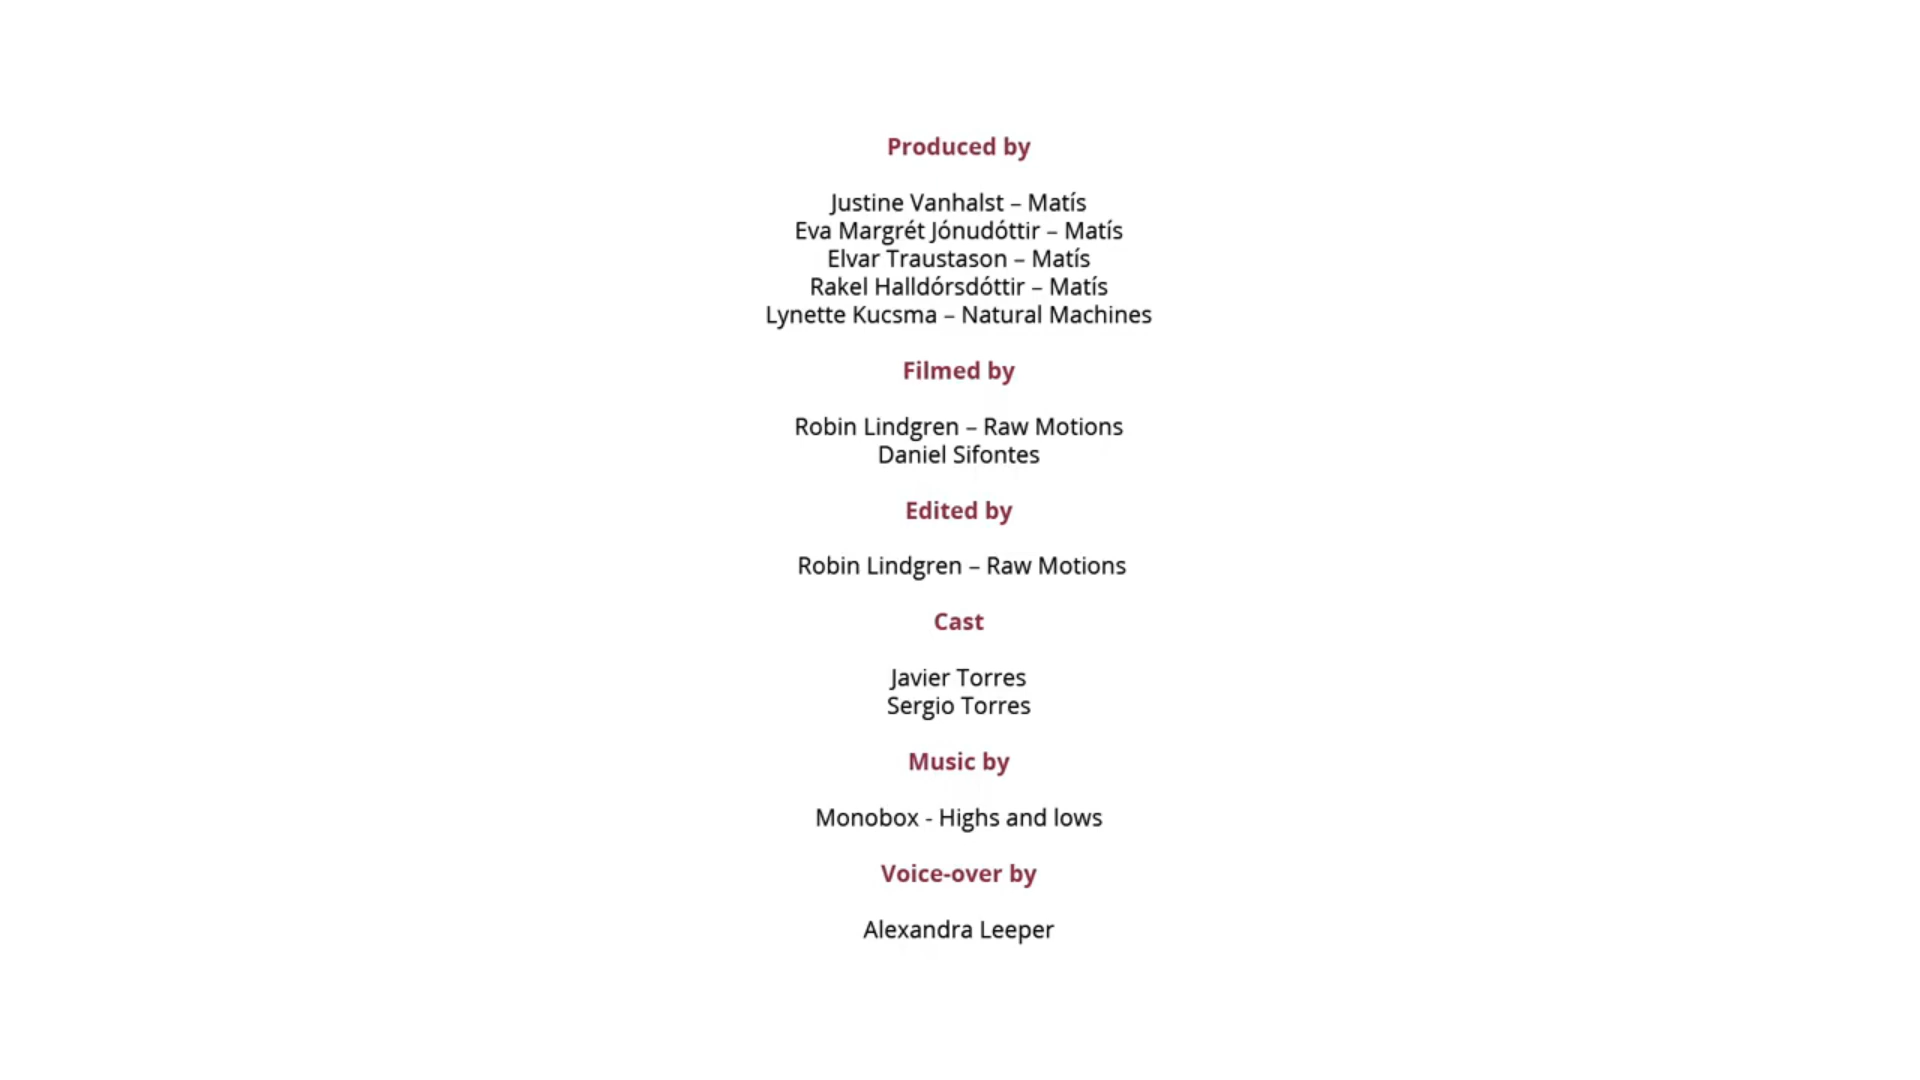 Produced by
Justine Vanhalst – Matís
Eva Margrét Jónudóttir – Matís
Elvar Traustason – Matís
Rakel Halldórsdóttir – Matís
Lynette Kucsma – Natural Machines
Filmed by
Robin Lindgren – Raw Motions
Daniel Sifontes
Edited by
Robin Lindgren – Raw Motions
Cast
Javier Torres
Sergio Torres
Music by
Monobox - Highs and lows
Voice-over by
Alexandra Leeper